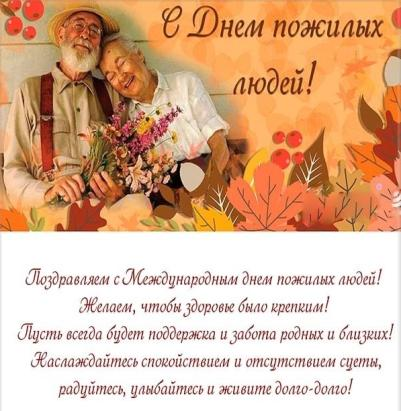 С Днем пожилых
людей!
Поздравляем с Международным днем пожилых людей!
Желаем, чтобы здоровье было крепким!
Пусть всегда будет поддержка и забота родных и близких!
Наслаждайтесь спокойствием и отсутствием суеты,
радуйтесь, улыбайтесь и живите долго-долго!